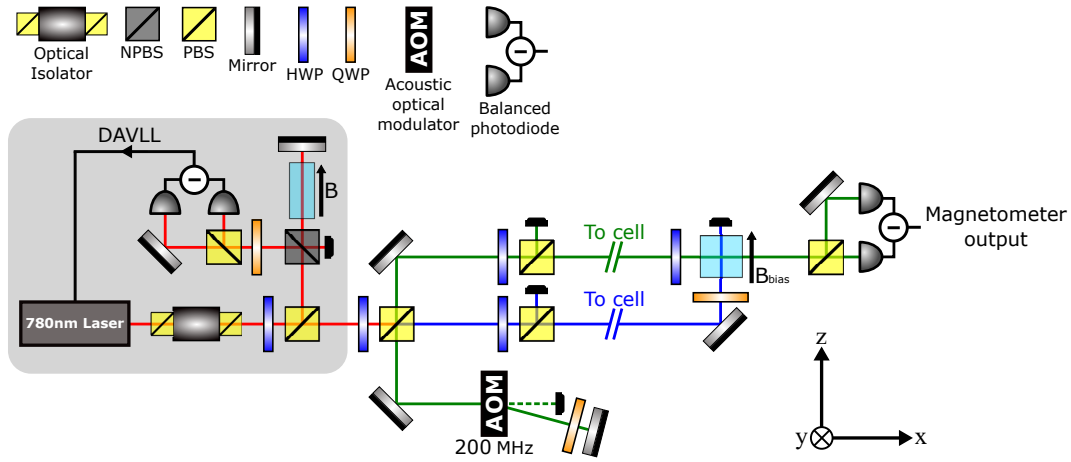 Optical
Isolator
NPBS
PBS
Mirror
HWP
QWP
AOM
Acoustic
optical
modulator
Balanced
photodiode
DAVLL
B
780nm Laser
To cell
To cell
AOM
200 MHz
Bbias
Magnetometer
output
z
y
x